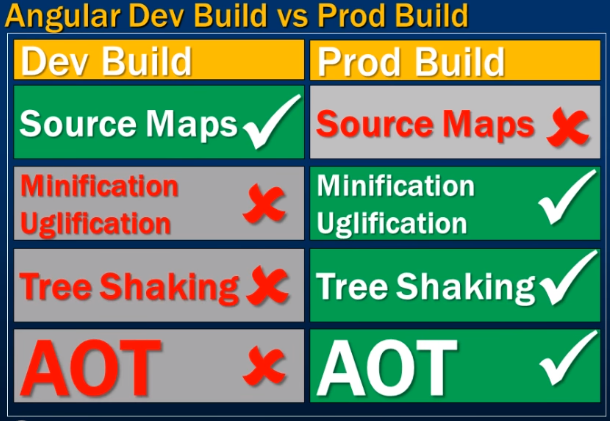 Angular Dev Build vs Prod Build
Dev Build
Prod Build
Source Maps
Source Maps
Minification
Uglification
Minification
Uglification
Tree Shaking
Tree Shaking
AOT
AOT